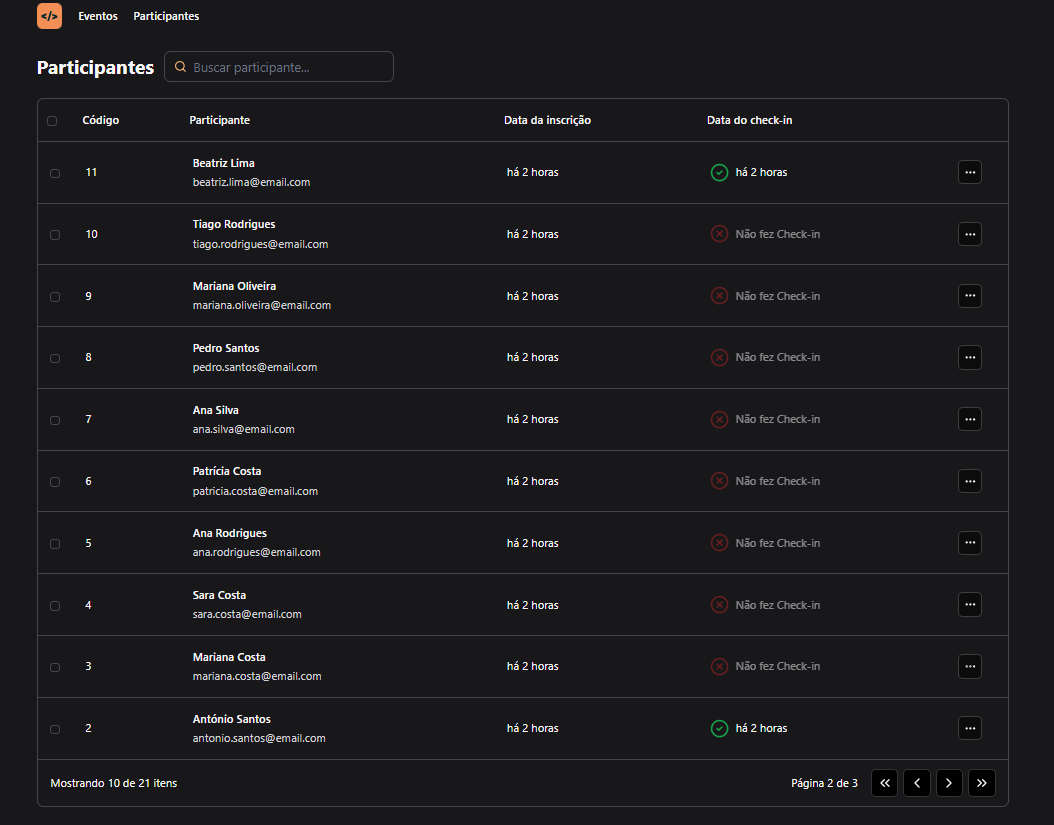 </> Eventos Participantes
Participantes Buscar participante...
Código Participante Data da inscrição Data do check-in
11 Beatriz Lima há 2 horas há 2 horas ...
beatriz.lima@email.com
10 Tiago Rodrigues há 2 horas Não fez Check-in ...
tiago.rodrigues@email.com
9 Mariana Oliveira há 2 horas Não fez Check-in ...
mariana.oliveira@email.com
8 Pedro Santos há 2 horas Não fez Check-in ...
pedro.santos@email.com
7 Ana Silva há 2 horas Não fez Check-in ...
ana.silva@email.com
6 Patrícia Costa há 2 horas Não fez Check-in ...
patricia.costa@email.com
5 Ana Rodrigues há 2 horas Não fez Check-in ...
ana.rodrigues@email.com
4 Sara Costa há 2 horas Não fez Check-in ...
sara.costa@email.com
3 Mariana Costa há 2 horas Não fez Check-in ...
mariana.costa@email.com
2 António Santos há 2 horas há 2 horas ...
antonio.santos@email.com
Mostrando 10 de 21 itens Página 2 de 3 « ‹ › »